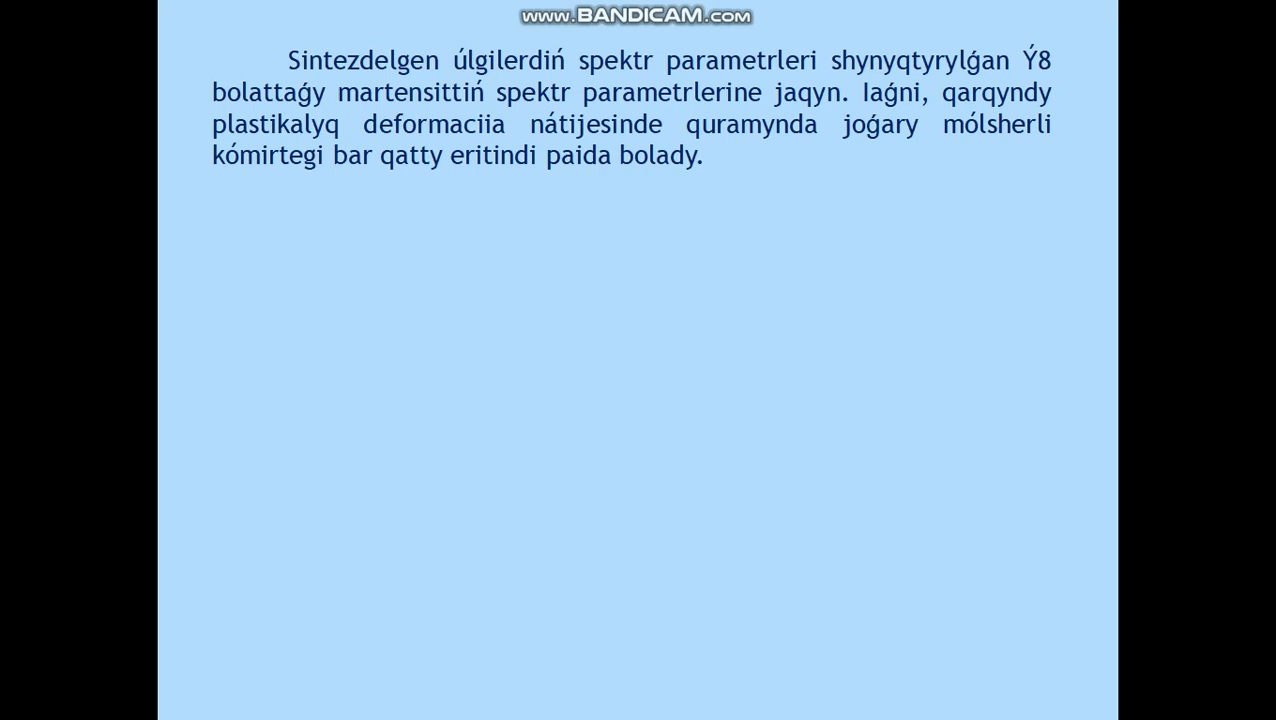 www.BANDICAM.com
Sintezdelgen úlgilerdiń spektr parametrleri shynyqtyrylǵan Ý8
bolattaǵy martensittiń spektr parametrlerine jaqyn. Iaǵni, qarqyndy
plastikalyq deformaciia nátijesinde quramynda joǵary mólsherli
kómirtegi bar qatty eritindi paida bolady.